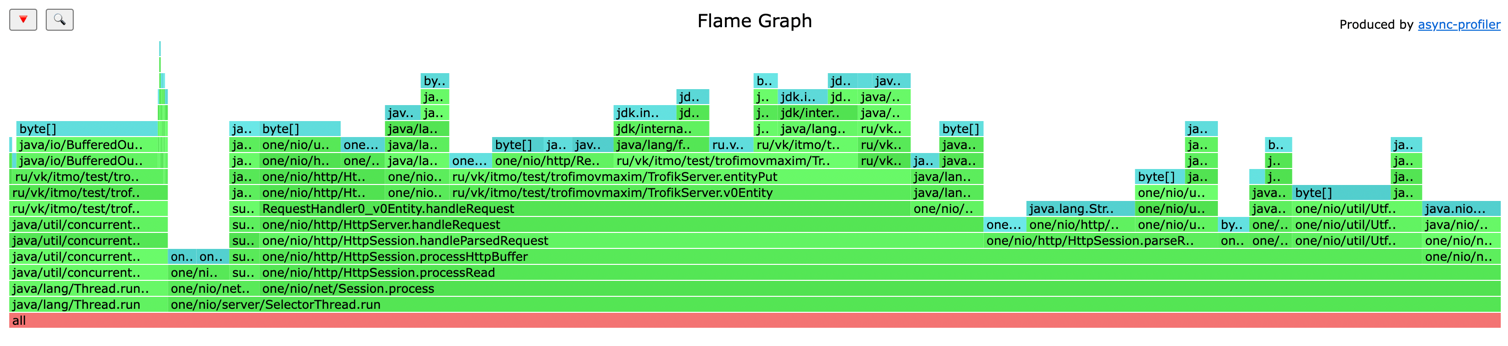 🔻 🔍 Flame Graph Produced by async-profiler
by.. b.. jd.. jav..
ja.. jd.. j.. jdk.i.. jd.. java/..
jav.. ja.. jdk.in.. jd.. j.. jdk/inter.. java/..
byte[] ja.. byte[] java/la.. jdk/interna.. j.. java/lang.. ru/vk.. byte[] ja..
java/io/BufferedOu.. ja.. one/nio/u.. one... java/la.. byte[] ja.. jav.. java/lang/f.. ru.v.. ru/vk/itmo/t.. ru/vk.. java.. ja.. b.. ja..
java/io/BufferedOu.. ja.. one/nio/h.. one/.. java/la.. one... one/nio/http/Re.. ru/vk/itmo/test/trofimovmaxim/Tr.. ru/vk.. ja.. java.. ja.. j.. ja..
ru/vk/itmo/test/tro.. ja.. one/nio/http/Ht.. one/nio.. ru/vk/itmo/test/trofimovmaxim/TrofikServer.entityPut java/lan.. byte[] ja.. j.. ja..
ru/vk/itmo/test/trof.. ja.. one/nio/http/Ht.. one/nio.. ru/vk/itmo/test/trofimovmaxim/TrofikServer.v0Entity java/lan.. one/nio/u.. ja.. java.. byte[] ja..
ru/vk/itmo/test/trof.. su.. RequestHandler0_v0Entity.handleRequest one/nio/.. java.lang.Str.. one/nio/u.. ja.. java.. one/nio/util/Utf.. java.nio...
java/util/concurrent.. su.. one/nio/http/HttpServer.handleRequest one... one/nio/http/.. one/nio/u.. by.. one/.. one/nio/util/Utf.. java/nio/..
java/util/concurrent.. su.. one/nio/http/HttpSession.handleParsedRequest one/nio/http/HttpSession.parseR.. on.. one/.. one/nio/util/Utf.. one/nio/n..
java/util/concurrent.. on.. on.. su.. one/nio/http/HttpSession.processHttpBuffer one/nio/n..
java/util/concurrent.. one/ni.. su.. one/nio/http/HttpSession.processRead
java/lang/Thread.run.. one/nio/net.. one/nio/net/Session.process
java/lang/Thread.run one/nio/server/SelectorThread.run
all